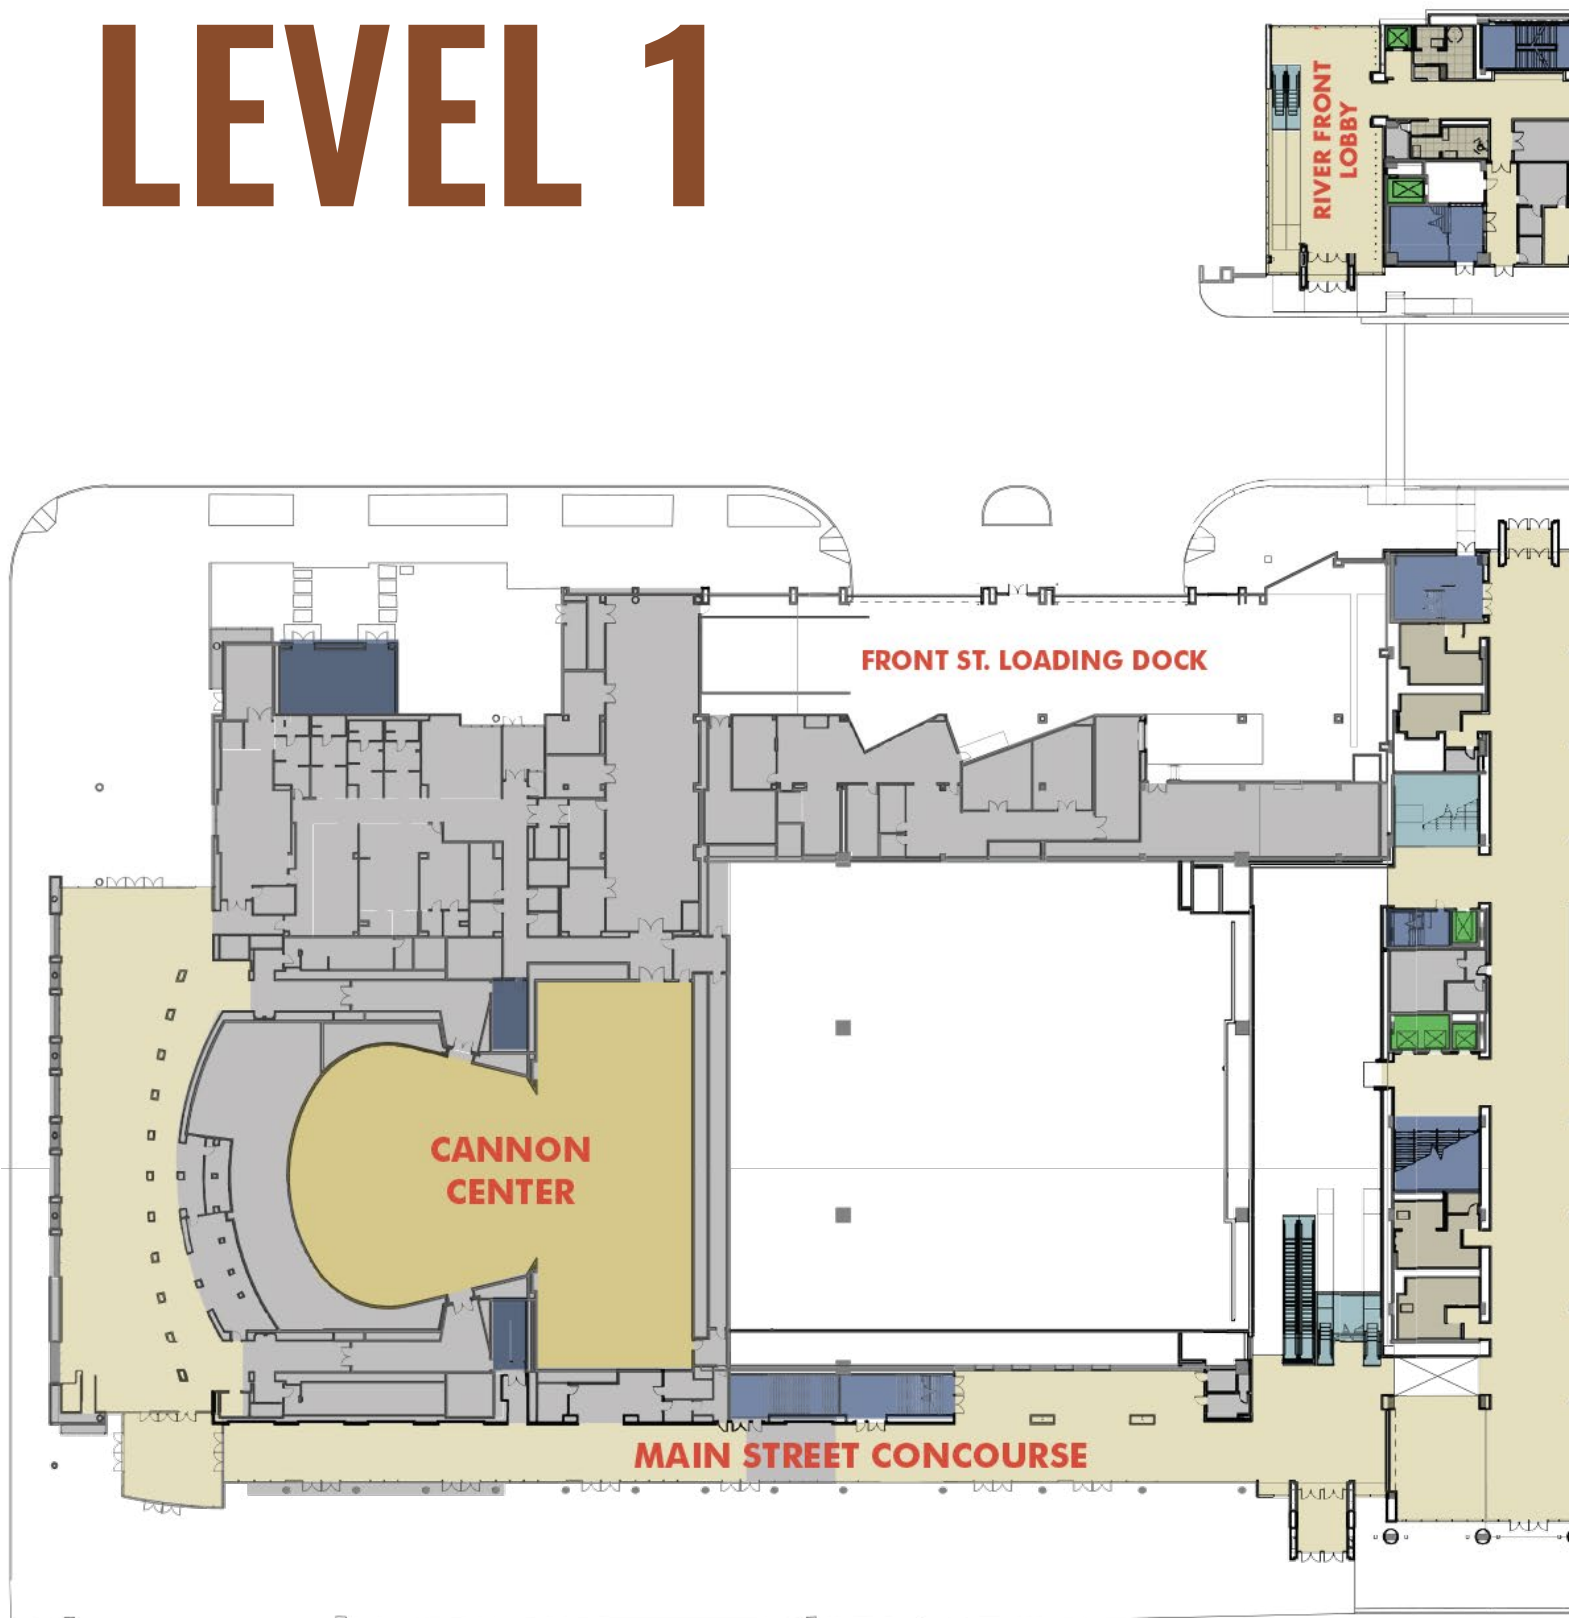 LEVEL 1
RIVER FRONT
LOBBY
FRONT ST. LOADING DOCK
CANNON
CENTER
MAIN STREET CONCOURSE